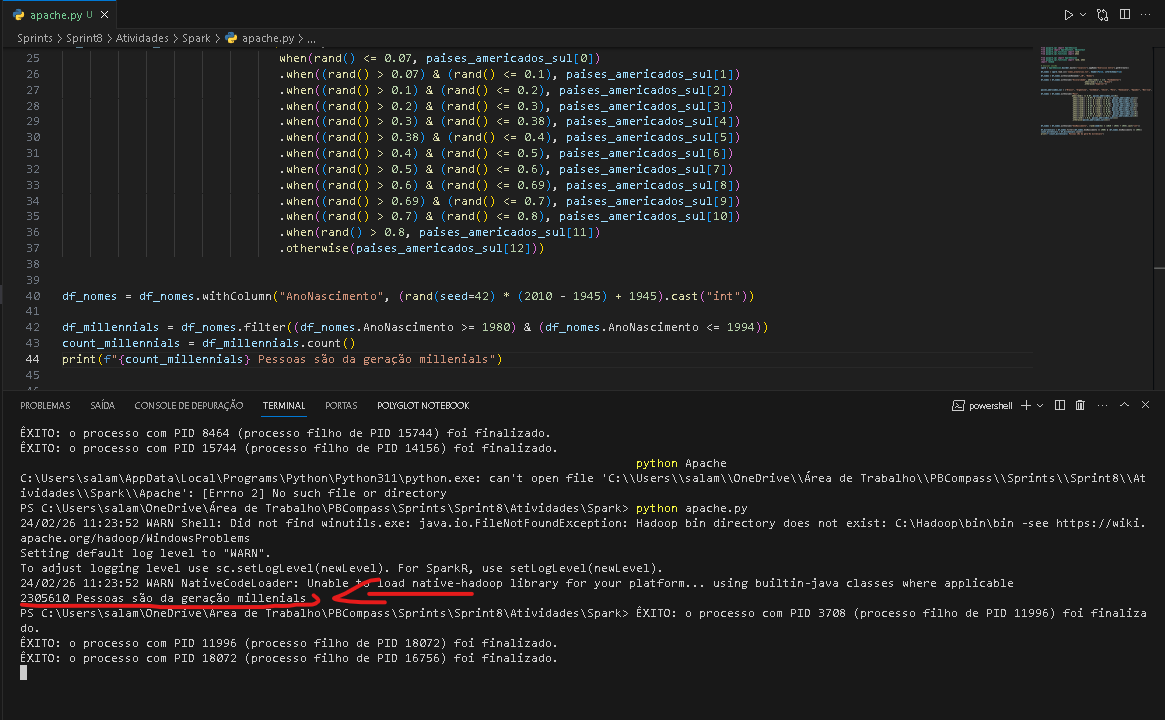 apache.py U
Sprints > Sprint8 > Atividades > Spark > apache.py > ...
25 when(rand() <= 0.07, paises_americados_sul[0])
26 .when((rand() > 0.07) & (rand() <= 0.1), paises_americados_sul[1])
27 .when((rand() > 0.1) & (rand() <= 0.2), paises_americados_sul[2])
28 .when((rand() > 0.2) & (rand() <= 0.3), paises_americados_sul[3])
29 .when((rand() > 0.3) & (rand() <= 0.38), paises_americados_sul[4])
30 .when((rand() > 0.38) & (rand() <= 0.4), paises_americados_sul[5])
31 .when((rand() > 0.4) & (rand() <= 0.5), paises_americados_sul[6])
32 .when((rand() > 0.5) & (rand() <= 0.6), paises_americados_sul[7])
33 .when((rand() > 0.6) & (rand() <= 0.69), paises_americados_sul[8])
34 .when((rand() > 0.69) & (rand() <= 0.7), paises_americados_sul[9])
35 .when((rand() > 0.7) & (rand() <= 0.8), paises_americados_sul[10])
36 .when(rand() > 0.8, paises_americados_sul[11])
37 .otherwise(paises_americados_sul[12]))
38
39
40 df_nomes = df_nomes.withColumn("AnoNascimento", (rand(seed=42) * (2010 - 1945) + 1945).cast("int"))
41
42 df_millennials = df_nomes.filter((df_nomes.AnoNascimento >= 1980) & (df_nomes.AnoNascimento <= 1994))
43 count_millennials = df_millennials.count()
44 print(f"{count_millennials} Pessoas são da geração millenials")
45
PROBLEMAS SAÍDA CONSOLE DE DEPURAÇÃO TERMINAL PORTAS POLYGLOT NOTEBOOK powershell
ÊXITO: o processo com PID 8464 (processo filho de PID 15744) foi finalizado.
ÊXITO: o processo com PID 15744 (processo filho de PID 14156) foi finalizado.
python Apache
C:\Users\salam\AppData\Local\Programs\Python\Python311\python.exe: can't open file 'C:\\Users\\salam\\OneDrive\\Área de Trabalho\\PBCompass\\Sprints\\Sprint8\\At
ividades\\Spark\\Apache': [Errno 2] No such file or directory
PS C:\Users\salam\OneDrive\Área de Trabalho\PBCompass\Sprints\Sprint8\Atividades\Spark> python apache.py
24/02/26 11:23:52 WARN Shell: Did not find winutils.exe: java.io.FileNotFoundException: Hadoop bin directory does not exist: C:\Hadoop\bin\bin -see https://wiki.
apache.org/hadoop/WindowsProblems
Setting default log level to "WARN".
To adjust logging level use sc.setLogLevel(newLevel). For SparkR, use setLogLevel(newLevel).
24/02/26 11:23:52 WARN NativeCodeLoader: Unable to load native-hadoop library for your platform... using builtin-java classes where applicable
2305610 Pessoas são da geração millenials
PS C:\Users\salam\OneDrive\Área de Trabalho\PBCompass\Sprints\Sprint8\Atividades\Spark> ÊXITO: o processo com PID 3708 (processo filho de PID 11996) foi finaliza
do.
ÊXITO: o processo com PID 11996 (processo filho de PID 18072) foi finalizado.
ÊXITO: o processo com PID 18072 (processo filho de PID 16756) foi finalizado.